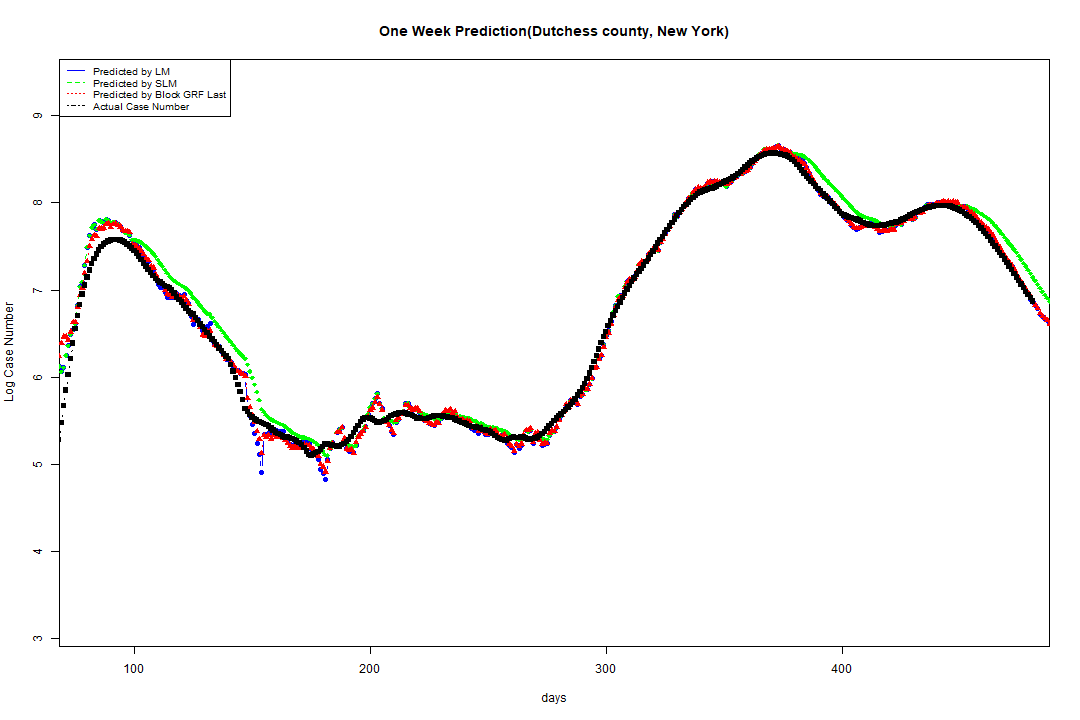 One Week Prediction(Dutchess county, New York)
Predicted by LM
Predicted by SLM
Predicted by Block GRF Last
Actual Case Number
9
8
7
6
5
4
3
Log Case Number
100 200 300 400
days